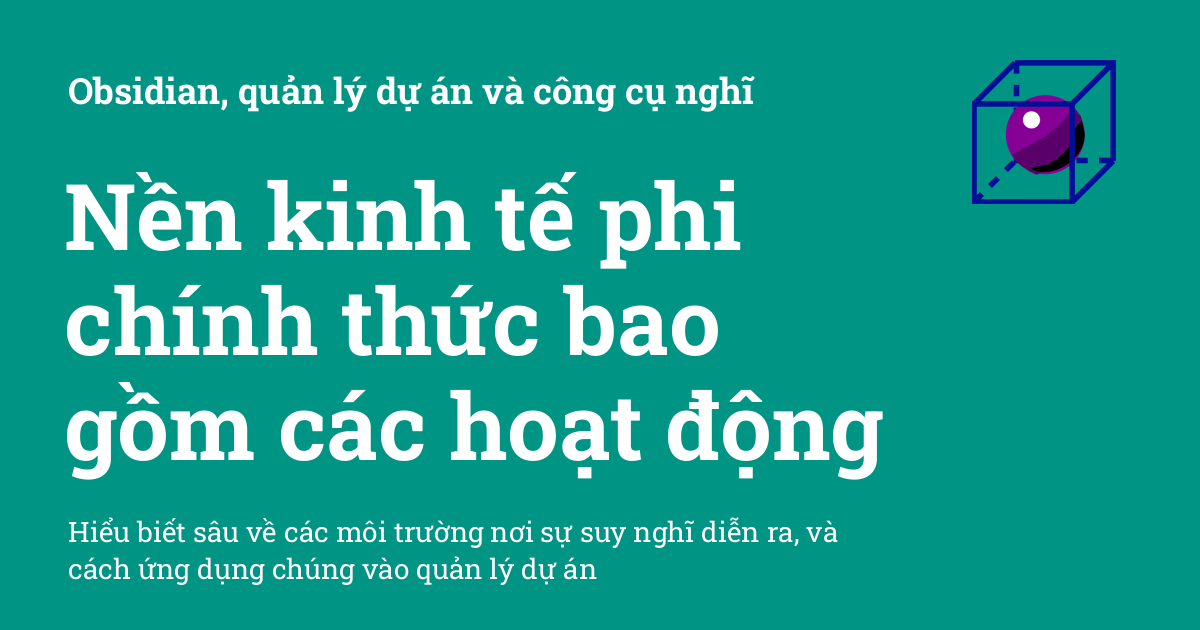 Obsidian, quản lý dự án và công cụ nghĩ
Nền kinh tế phi
chính thức bao
gồm các hoạt động
Hiểu biết sâu về các môi trường nơi sự suy nghĩ diễn ra, và
cách ứng dụng chúng vào quản lý dự án